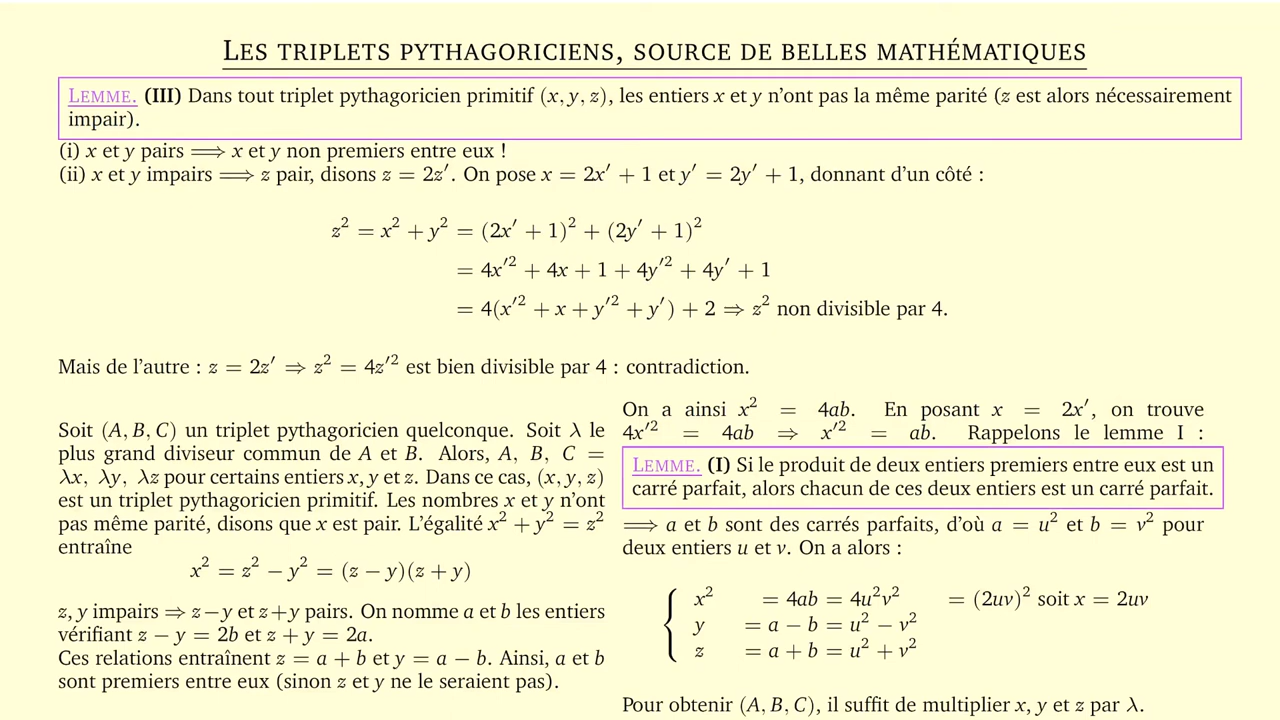 LES TRIPLETS PYTHAGORICIENS, SOURCE DE BELLES MATHÉMATIQUES
LEMME. (III) Dans tout triplet pythagoricien primitif (x, y, z), les entiers x et y n'ont pas la même parité (z est alors nécessairement
impair).
(i) x et y pairs ⟹ x et y non premiers entre eux !
(ii) x et y impairs ⟹ z pair, disons z = 2z′. On pose x = 2x′ + 1 et y′ = 2y′ + 1, donnant d'un côté :
z² = x² + y² = (2x′ + 1)² + (2y′ + 1)²
= 4x′² + 4x + 1 + 4y′² + 4y′ + 1
= 4(x′² + x + y′² + y′) + 2 ⇒ z² non divisible par 4.
Mais de l'autre : z = 2z′ ⇒ z² = 4z′² est bien divisible par 4 : contradiction.
Soit (A, B, C) un triplet pythagoricien quelconque. Soit λ le
plus grand diviseur commun de A et B. Alors, A, B, C =
λx, λy, λz pour certains entiers x, y et z. Dans ce cas, (x, y, z)
est un triplet pythagoricien primitif. Les nombres x et y n'ont
pas même parité, disons que x est pair. L'égalité x² + y² = z²
entraîne
x² = z² − y² = (z − y)(z + y)
z, y impairs ⇒ z−y et z+y pairs. On nomme a et b les entiers
vérifiant z − y = 2b et z + y = 2a.
Ces relations entraînent z = a + b et y = a − b. Ainsi, a et b
sont premiers entre eux (sinon z et y ne le seraient pas).
On a ainsi x² = 4ab. En posant x = 2x′, on trouve
4x′² = 4ab ⇒ x′² = ab. Rappelons le lemme I :
LEMME. (I) Si le produit de deux entiers premiers entre eux est un
carré parfait, alors chacun de ces deux entiers est un carré parfait.
⟹ a et b sont des carrés parfaits, d'où a = u² et b = v² pour
deux entiers u et v. On a alors :
x² = 4ab = 4u²v² = (2uv)² soit x = 2uv
y = a − b = u² − v²
z = a + b = u² + v²
Pour obtenir (A, B, C), il suffit de multiplier x, y et z par λ.